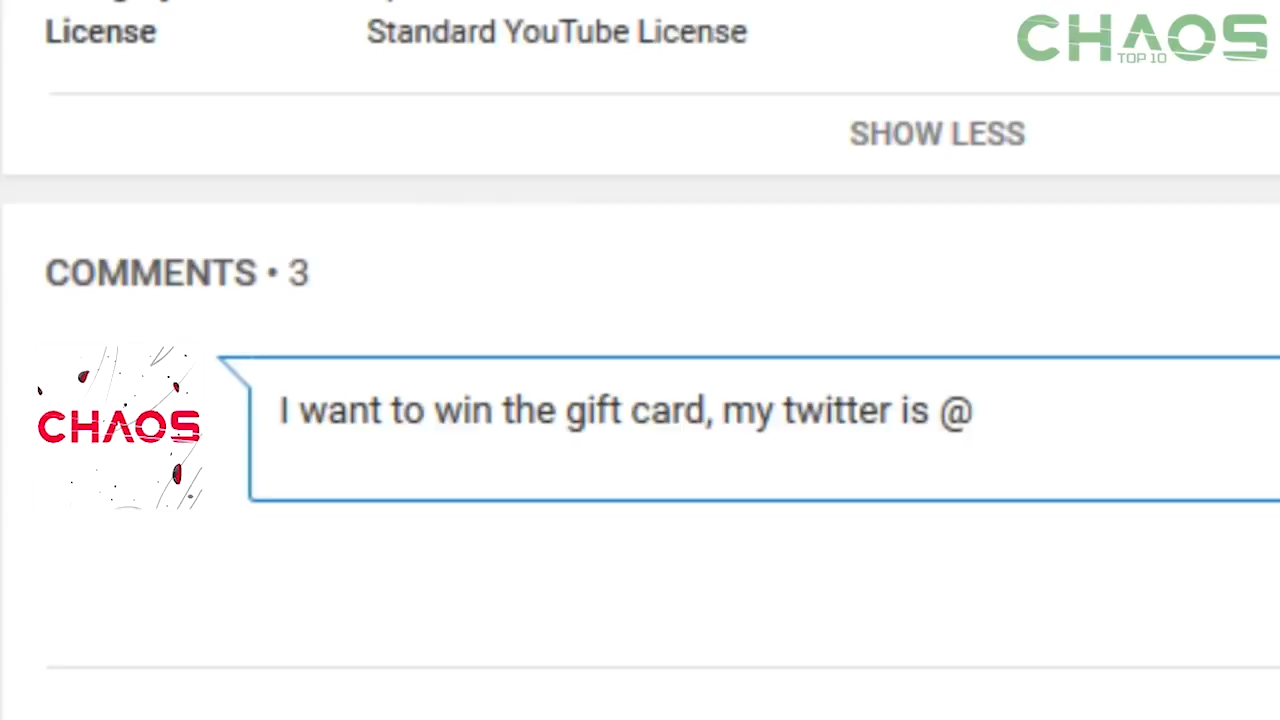 License Standard YouTube License
CHAOS
TOP 10
SHOW LESS
COMMENTS • 3
CHAOS
I want to win the gift card, my twitter is @